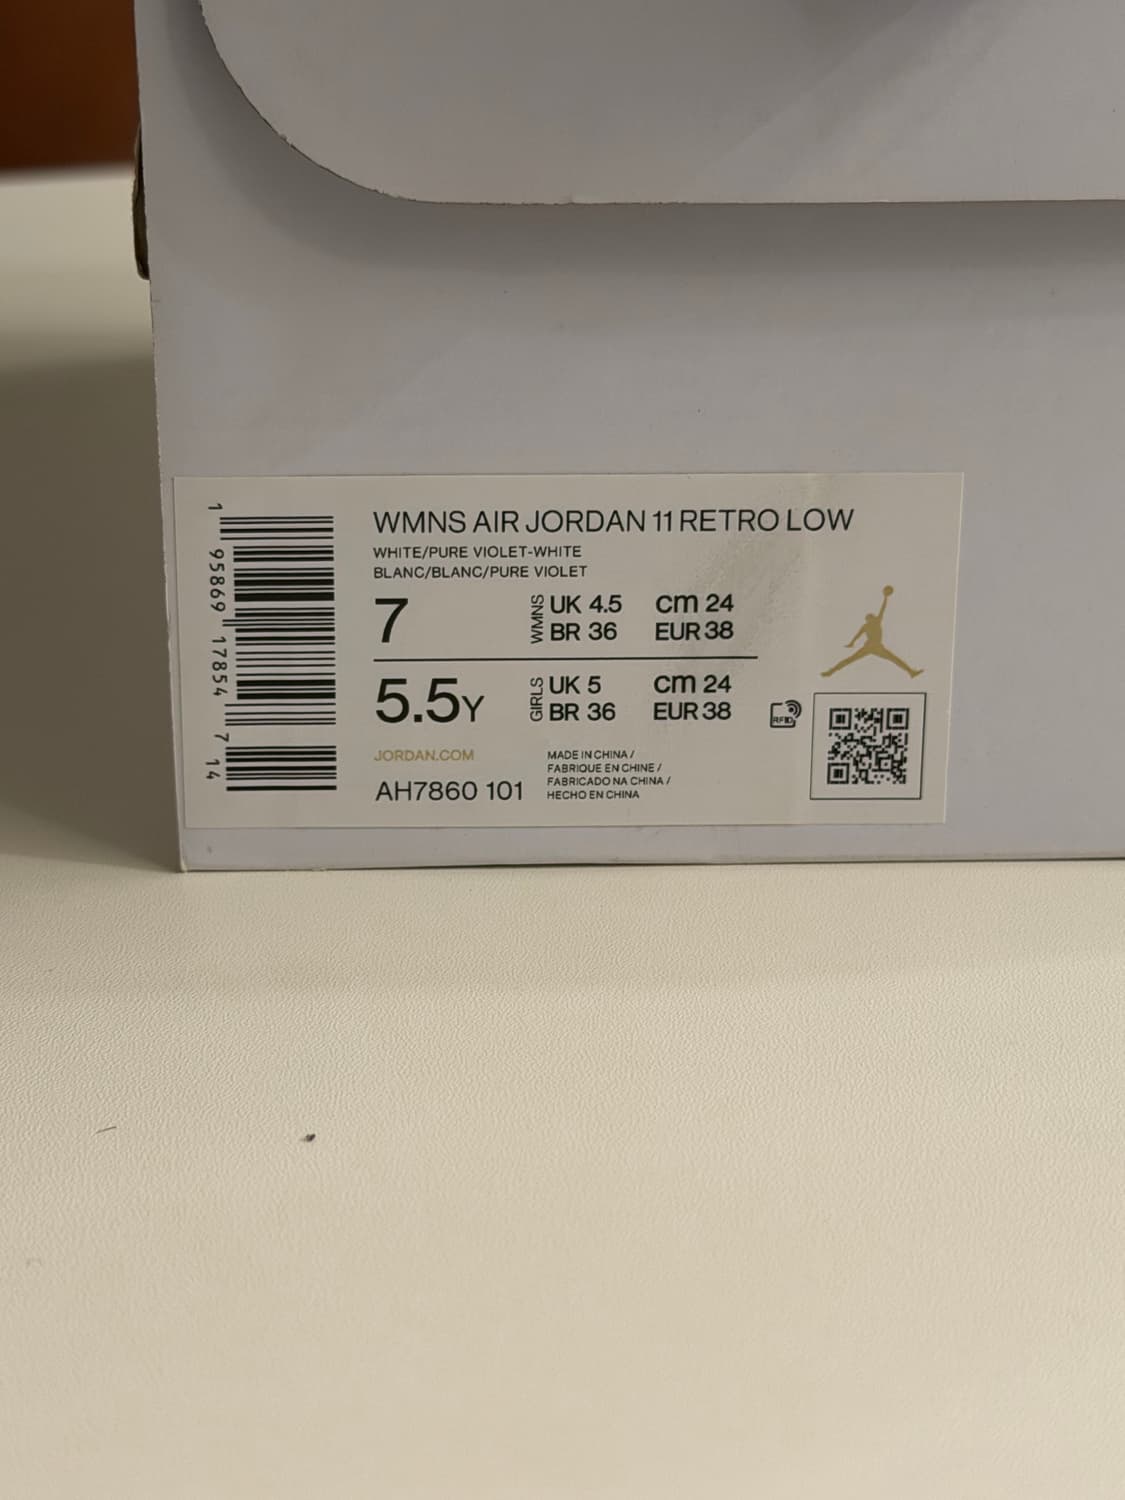 1 95869 17854 7 14
WMNS AIR JORDAN 11 RETRO LOW
WHITE/PURE VIOLET-WHITE
BLANC/BLANC/PURE VIOLET
7 WMNS UK 4.5 cm 24
BR 36 EUR 38
5.5Y GIRLS UK 5 cm 24
BR 36 EUR 38
RFID
JORDAN.COM
AH7860 101
MADE IN CHINA /
FABRIQUE EN CHINE /
FABRICADO NA CHINA /
HECHO EN CHINA